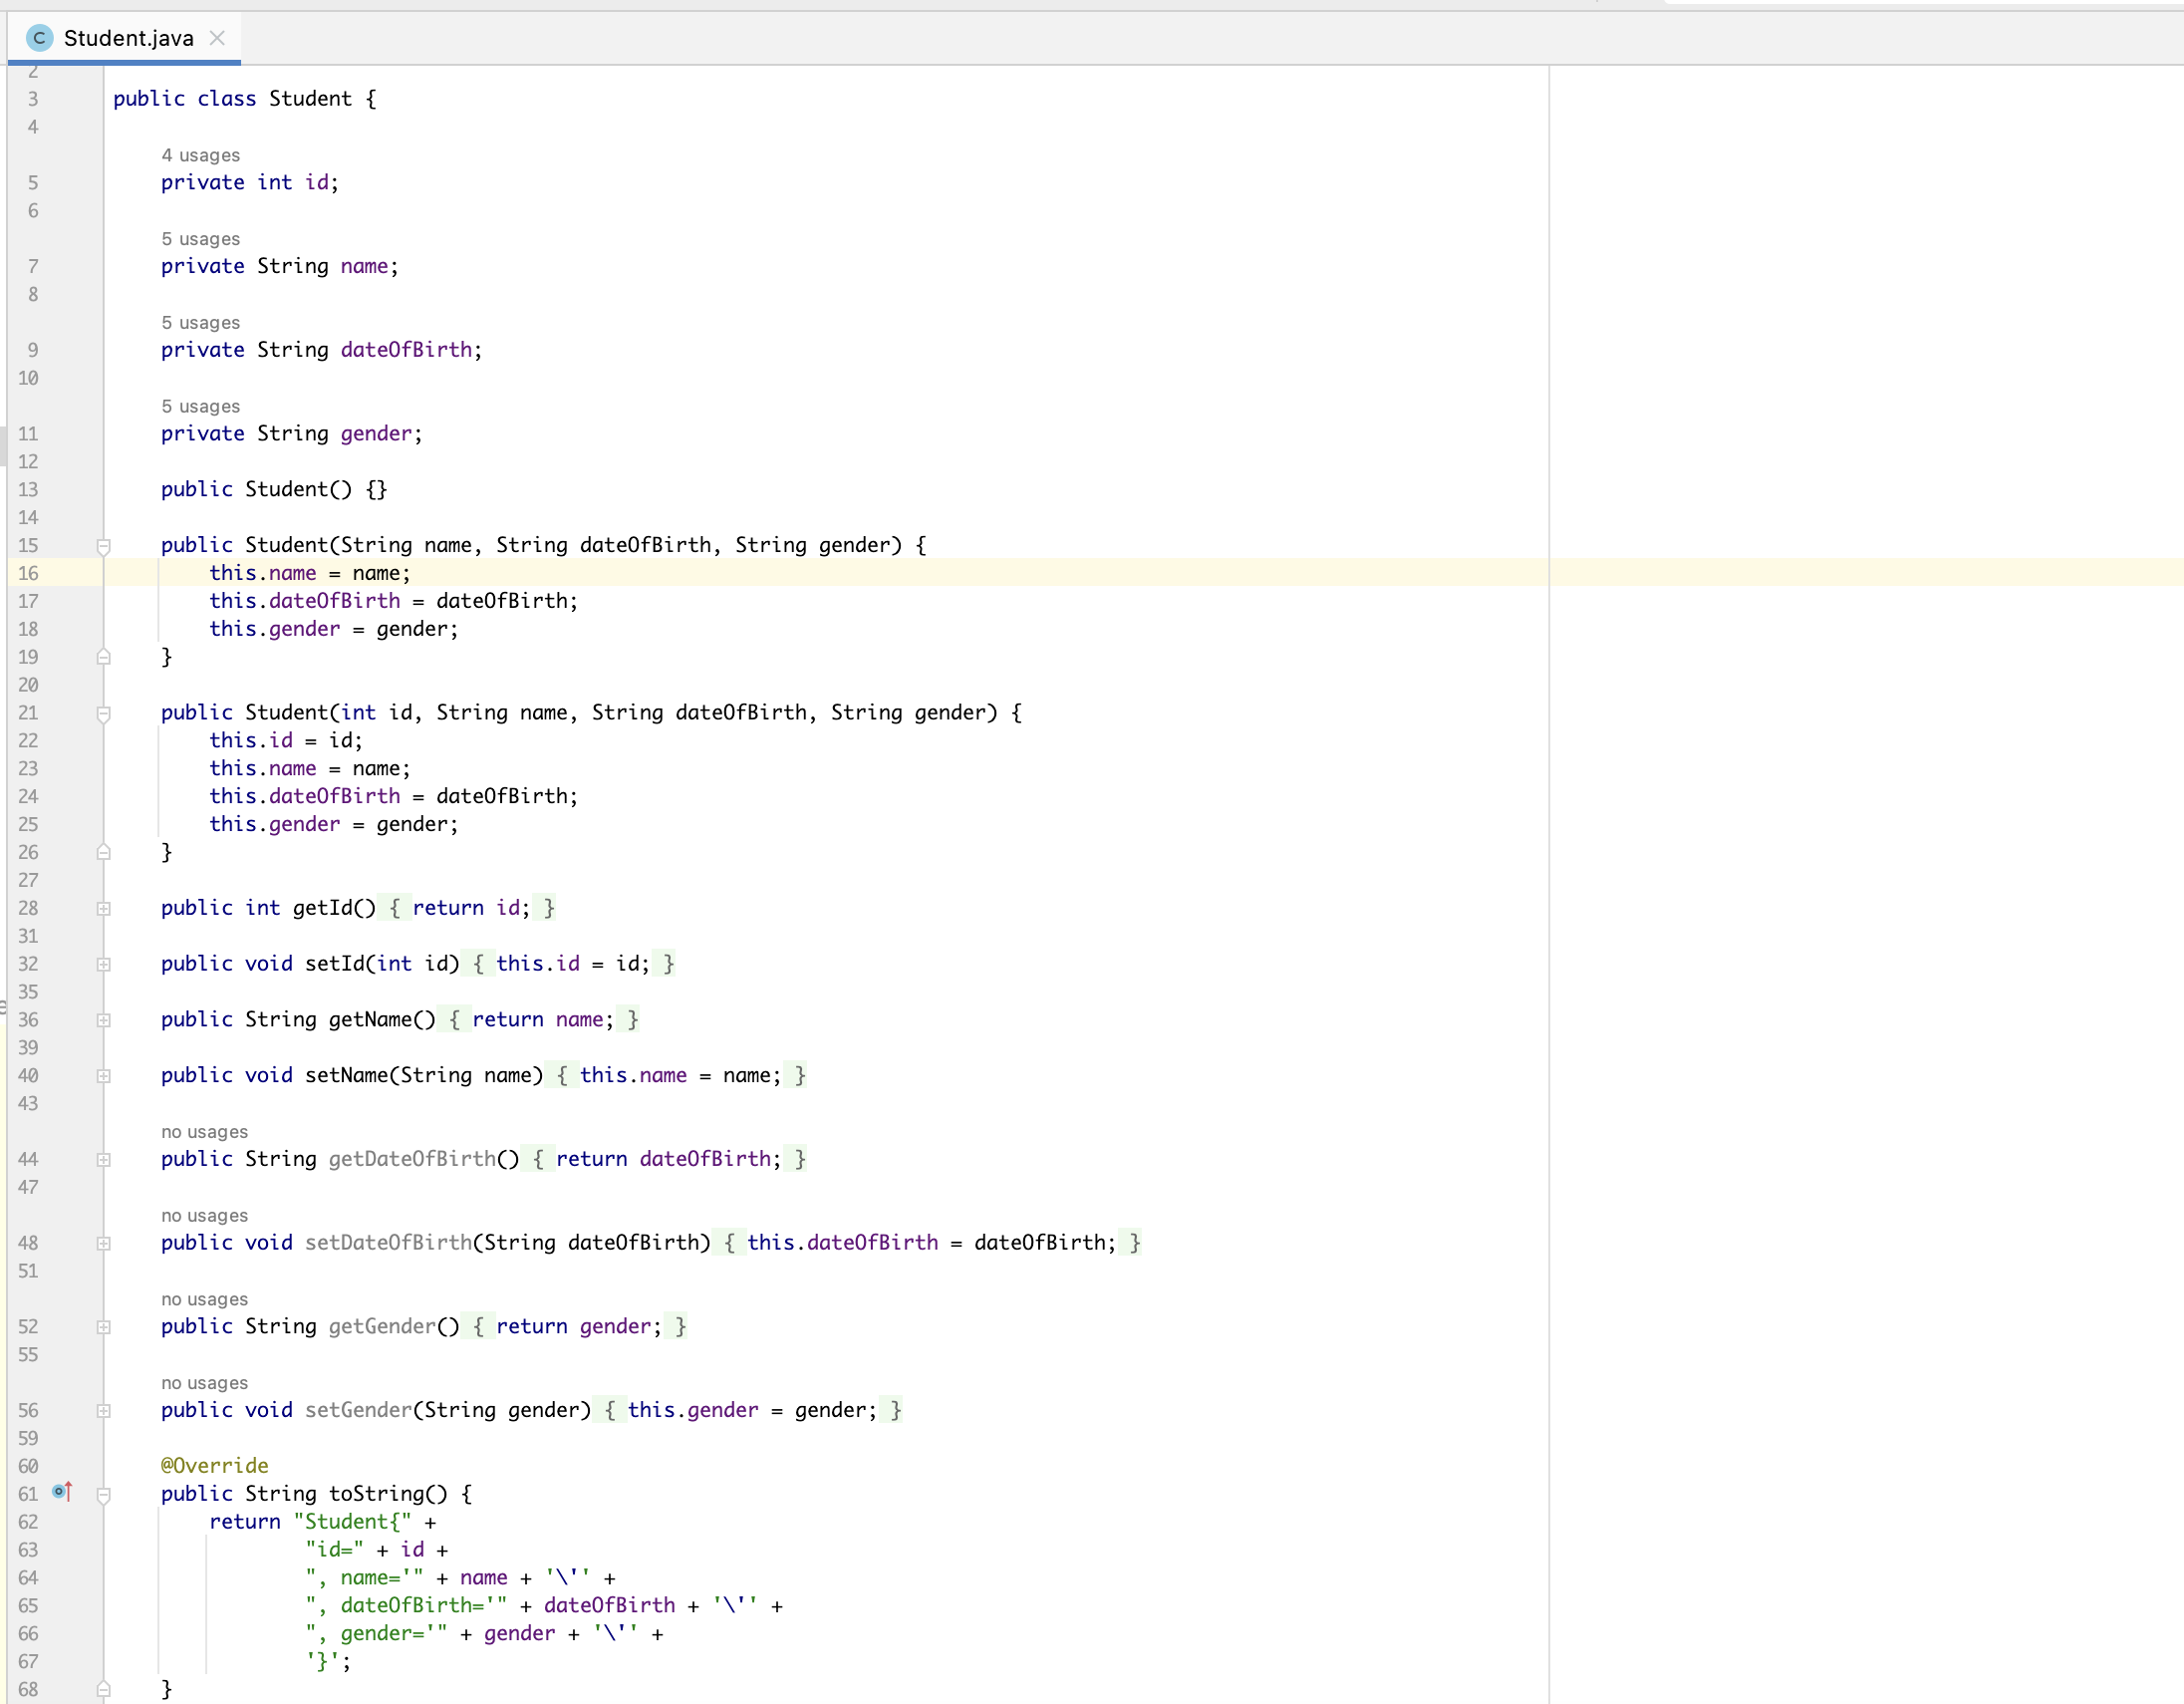 Student.java
2
3 public class Student {
4
4 usages
5     private int id;
6
5 usages
7     private String name;
8
5 usages
9     private String dateOfBirth;
10
5 usages
11     private String gender;
12
13     public Student() {}
14
15     public Student(String name, String dateOfBirth, String gender) {
16         this.name = name;
17         this.dateOfBirth = dateOfBirth;
18         this.gender = gender;
19     }
20
21     public Student(int id, String name, String dateOfBirth, String gender) {
22         this.id = id;
23         this.name = name;
24         this.dateOfBirth = dateOfBirth;
25         this.gender = gender;
26     }
27
28     public int getId() { return id; }
31
32     public void setId(int id) { this.id = id; }
35
36     public String getName() { return name; }
39
40     public void setName(String name) { this.name = name; }
43
no usages
44     public String getDateOfBirth() { return dateOfBirth; }
47
no usages
48     public void setDateOfBirth(String dateOfBirth) { this.dateOfBirth = dateOfBirth; }
51
no usages
52     public String getGender() { return gender; }
55
no usages
56     public void setGender(String gender) { this.gender = gender; }
59
60     @Override
61     public String toString() {
62         return "Student{" +
63                 "id=" + id +
64                 ", name='" + name + '\'' +
65                 ", dateOfBirth='" + dateOfBirth + '\'' +
66                 ", gender='" + gender + '\'' +
67                 '}';
68     }